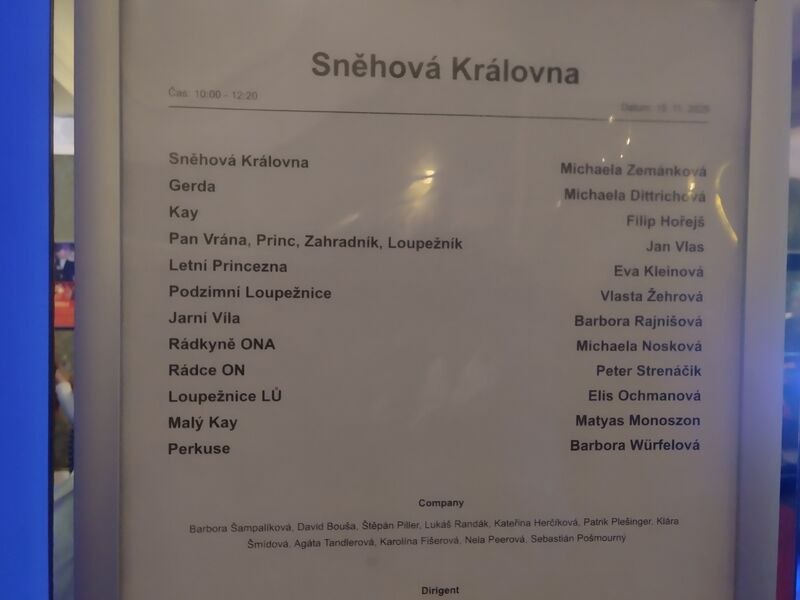 Sněhová Královna
Čas: 10:00 - 12:20
Datum:
Sněhová Královna Michaela Zemánková
Gerda Michaela Dittrichová
Kay Filip Hořejš
Pan Vrána, Princ, Zahradník, Loupežník Jan Vlas
Letní Princezna Eva Kleinová
Podzimní Loupežnice Vlasta Žehrová
Jarní Víla Barbora Rajnišová
Rádkyně ONA Michaela Nosková
Rádce ON Peter Strenáčik
Loupežnice LŮ Elis Ochmanová
Malý Kay Matyas Monoszon
Perkuse Barbora Würfelová
Company
Barbora Šampalíková, David Bouša, Štěpán Piller, Lukáš Randák, Kateřina Herčíková, Patrik Plešinger, Klára
Šmídová, Agáta Tandlerová, Karolína Fišerová, Nela Peerová, Sebastián Pošmourný
Dirigent